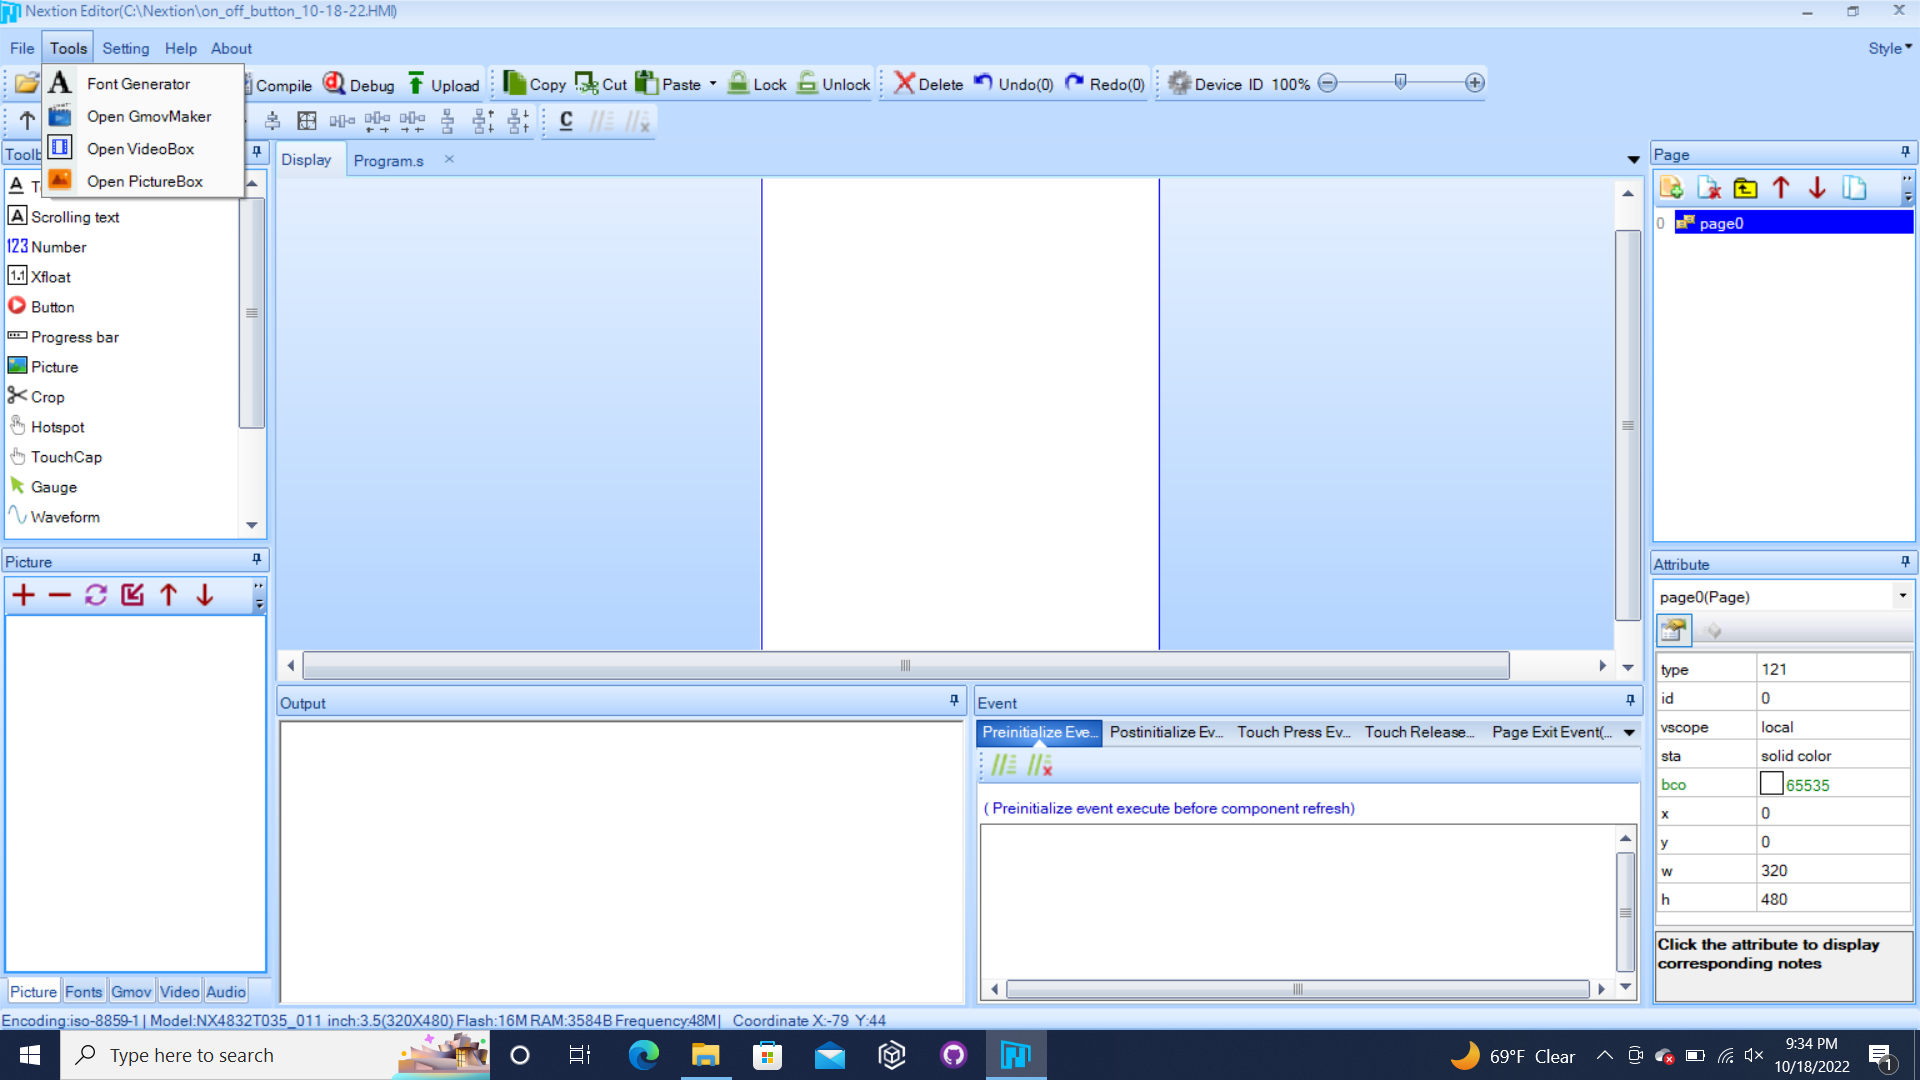 Nextion Editor(C:\Nextion\on_off_button_10-18-22.HMI)
File Tools Setting Help About Style
Compile Debug Upload Copy Cut Paste Lock Unlock Delete Undo(0) Redo(0) Device ID 100%
Font Generator
Open GmovMaker
Open VideoBox
Open PictureBox
C
Toolb
Display Program.s
Page
0 page0
A T
A Scrolling text
123 Number
1.1 Xfloat
Button
Progress bar
Picture
Crop
Hotspot
TouchCap
Gauge
Waveform
Picture
Picture Fonts Gmov Video Audio
Output
Event
Preinitialize Eve... Postinitialize Ev... Touch Press Ev... Touch Release... Page Exit Event(...
( Preinitialize event execute before component refresh)
Attribute
page0(Page)
type 121
id 0
vscope local
sta solid color
bco 65535
x 0
y 0
w 320
h 480
Click the attribute to display
corresponding notes
Encoding:iso-8859-1 | Model:NX4832T035_011 inch:3.5(320X480) Flash:16M RAM:3584B Frequency:48M | Coordinate X:-79 Y:44
Type here to search
69°F Clear
9:34 PM
10/18/2022
1